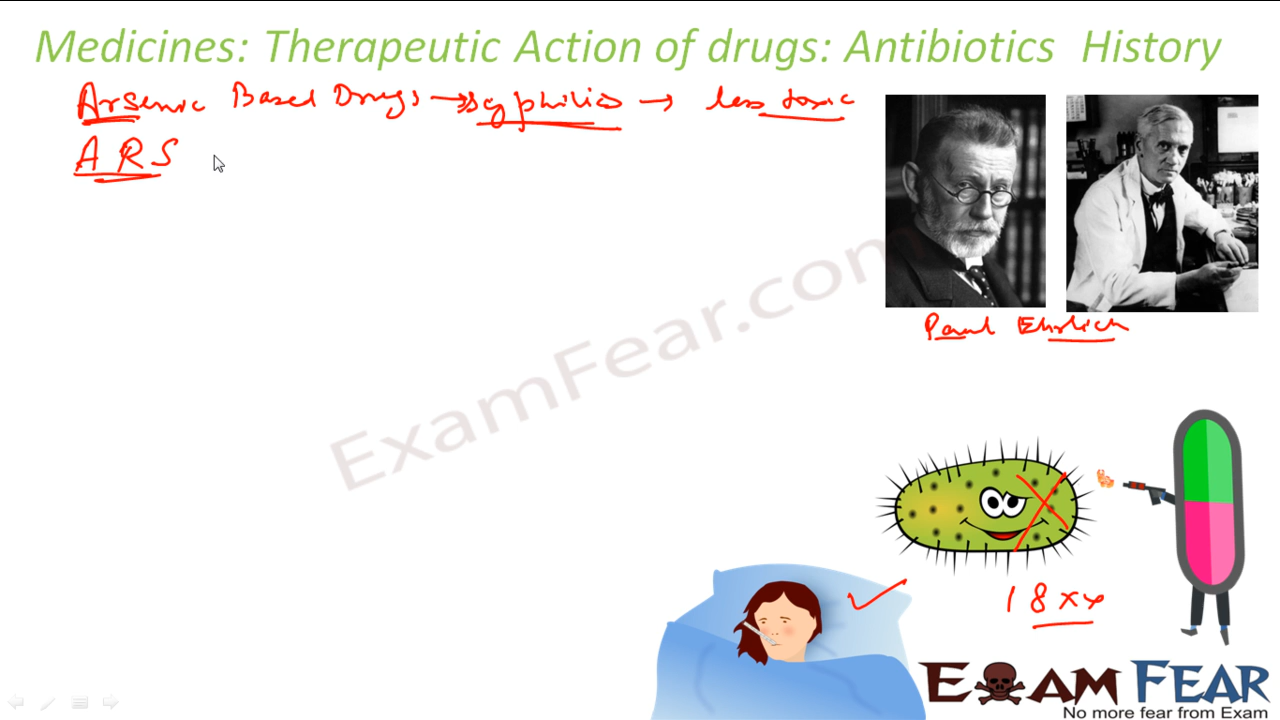 Medicines: Therapeutic Action of drugs: Antibiotics History
Arsenic Based Drugs → syphilis → less toxic
ARS
Paul Ehrlich
ExamFear.com
18xx
EXAM FEAR
No more fear from Exam